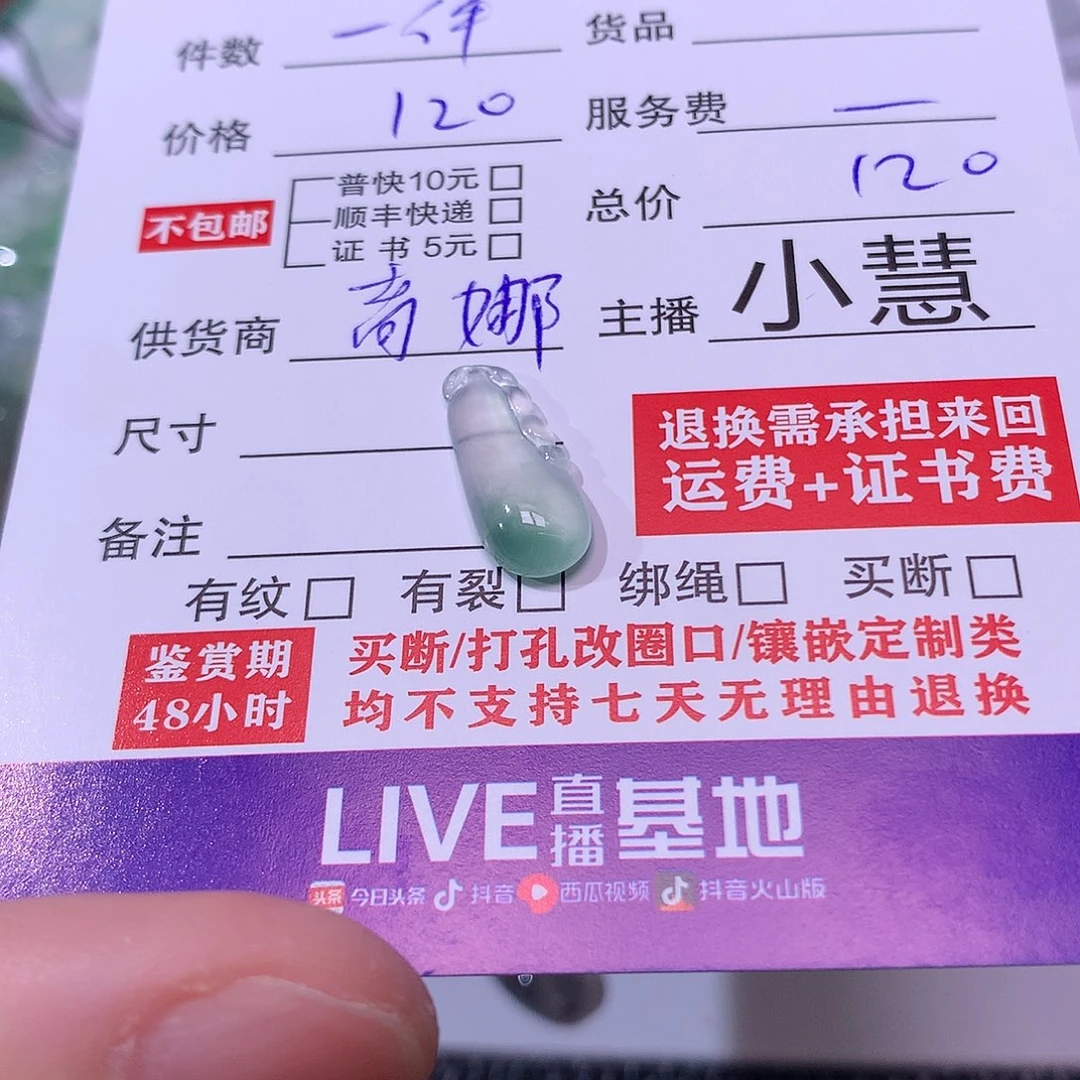 件数 一件 货品
价格 120 服务费 一
普快10元
不包邮 顺丰快递 总价 120
证书 5元
供货商 高娜 主播 小慧
尺寸
退换需承担来回
运费+证书费
备注
有纹 有裂 绑绳 买断
鉴赏期 买断/打孔改圈口/镶嵌定制类
48小时 均不支持七天无理由退换
LIVE直播基地
头条 今日头条 抖音 西瓜视频 抖音火山版